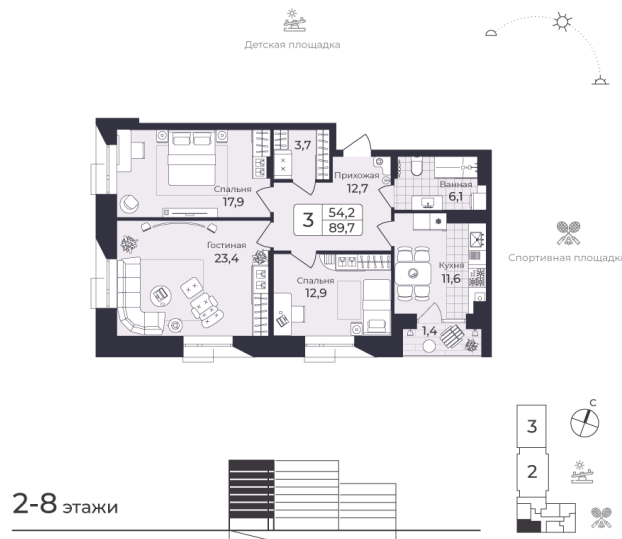 Детская площадка
3,7
Прихожая
12,7
Ванная
6,1
Спальня
17,9
3
54,2
89,7
Гостиная
23,4
Спальня
12,9
Кухня
11,6
1,4
Спортивная площадка
С
3
2
2-8 этажи